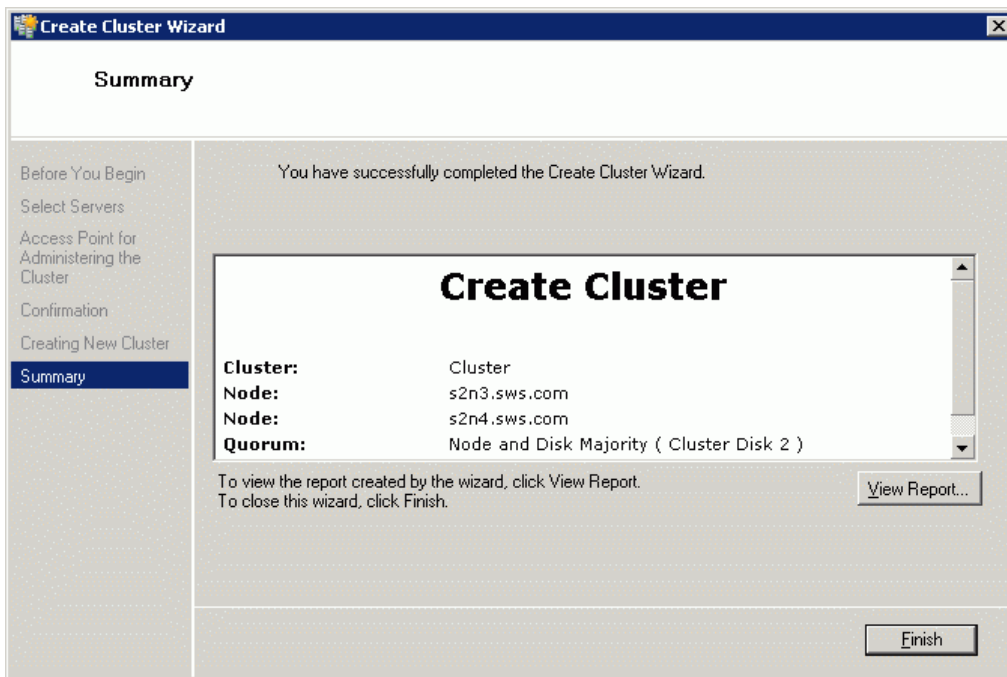 Create Cluster Wizard
Summary
Before You Begin
Select Servers
Access Point for
Administering the
Cluster
Confirmation
Creating New Cluster
Summary
You have successfully completed the Create Cluster Wizard.
Create Cluster
Cluster: Cluster
Node: s2n3.sws.com
Node: s2n4.sws.com
Quorum: Node and Disk Majority ( Cluster Disk 2 )
To view the report created by the wizard, click View Report.
To close this wizard, click Finish.
View Report...
Finish